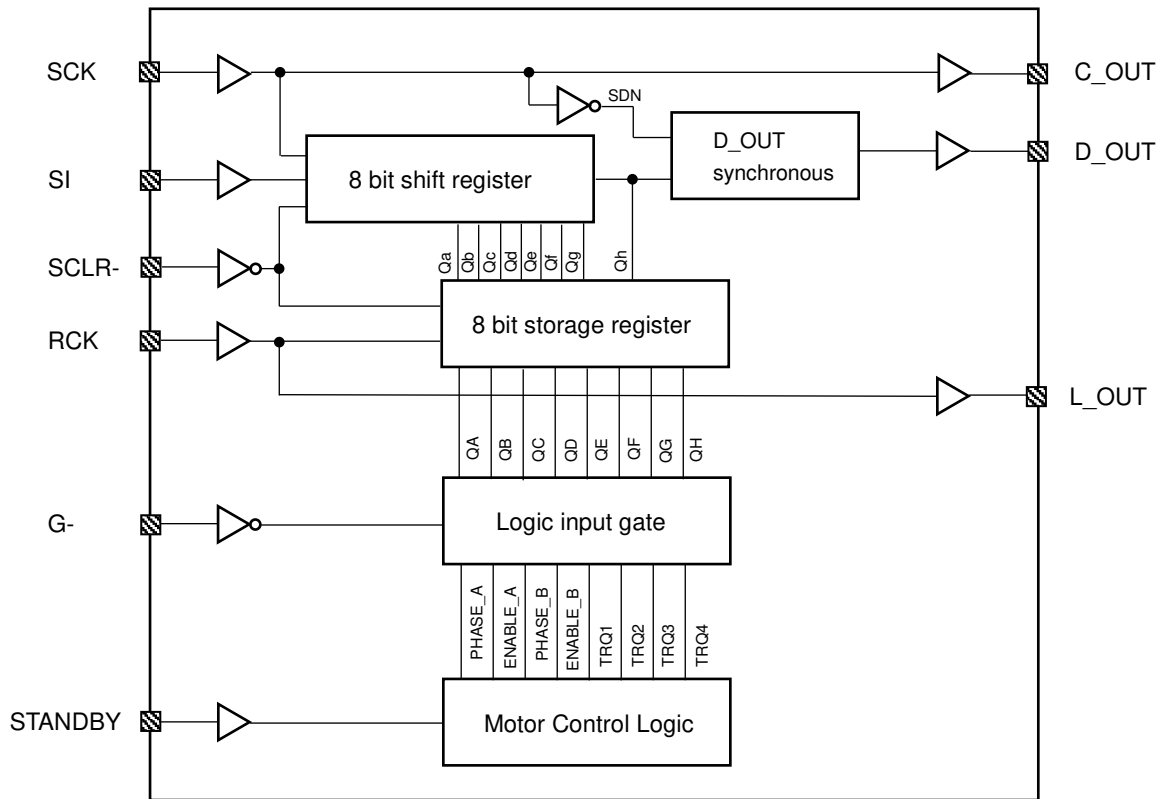 SCK
C_OUT
SDN
D_OUT
synchronous
D_OUT
SI
8 bit shift register
SCLR-
Qa
Qb
Qc
Qd
Qe
Qf
Qg
Qh
RCK
8 bit storage register
L_OUT
QA
QB
QC
QD
QE
QF
QG
QH
G-
Logic input gate
PHASE_A
ENABLE_A
PHASE_B
ENABLE_B
TRQ1
TRQ2
TRQ3
TRQ4
STANDBY
Motor Control Logic